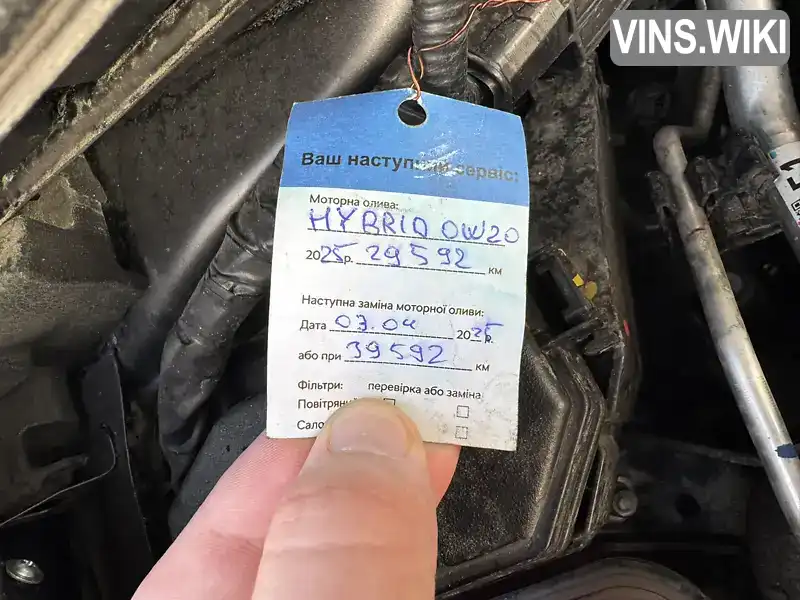 VINS.WIKI
Ваш наступний сервіс:
Моторна олива:
HYBRID 0W20
2025р. 29592 км
Наступна заміна моторної оливи:
Дата 03.04 2025р.
або при 39592 км
Фільтри: перевірка або заміна
Повітряний
Сало